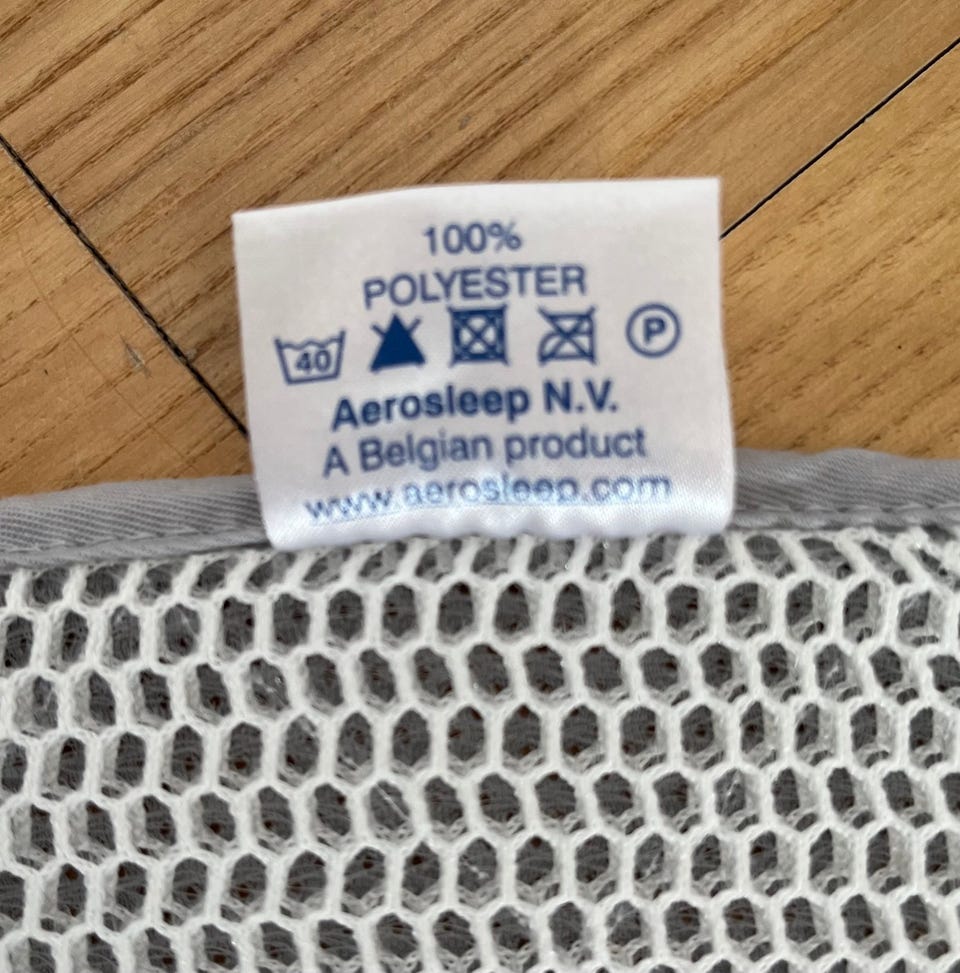 100%
POLYESTER
40 P
Aerosleep N.V.
A Belgian product
www.aerosleep.com